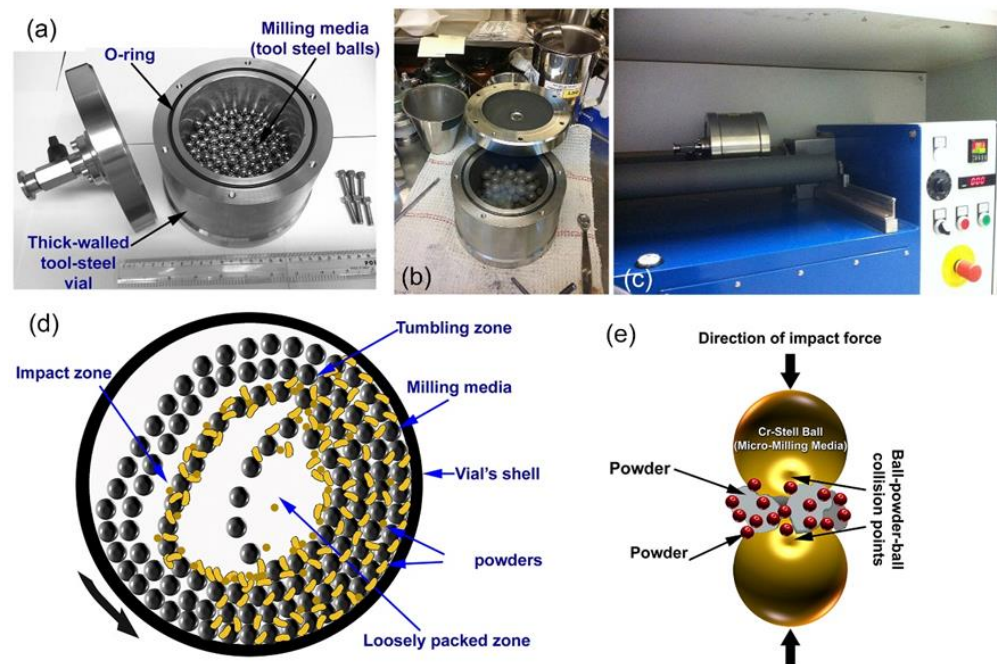 (a)
Milling media
(tool steel balls)
O-ring
Thick-walled
tool-steel
vial
(b)
(c)
(d)
Tumbling zone
Impact zone
Milling media
Vial's shell
powders
Loosely packed zone
(e)
Direction of impact force
Cr-Stell Ball
(Micro-Milling Media)
Powder
Powder
Ball-powder-ball
collision points